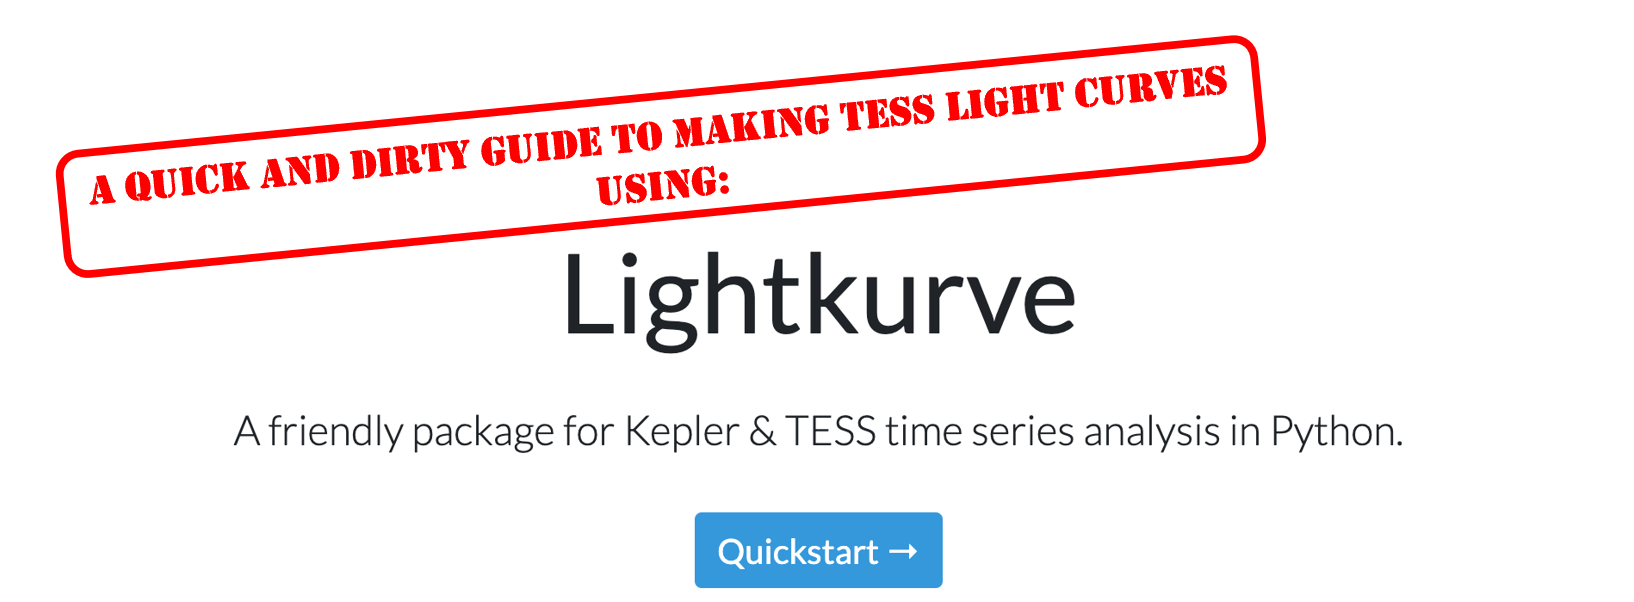 A QUICK AND DIRTY GUIDE TO MAKING TESS LIGHT CURVES
USING:
Lightkurve
A friendly package for Kepler & TESS time series analysis in Python.
Quickstart →